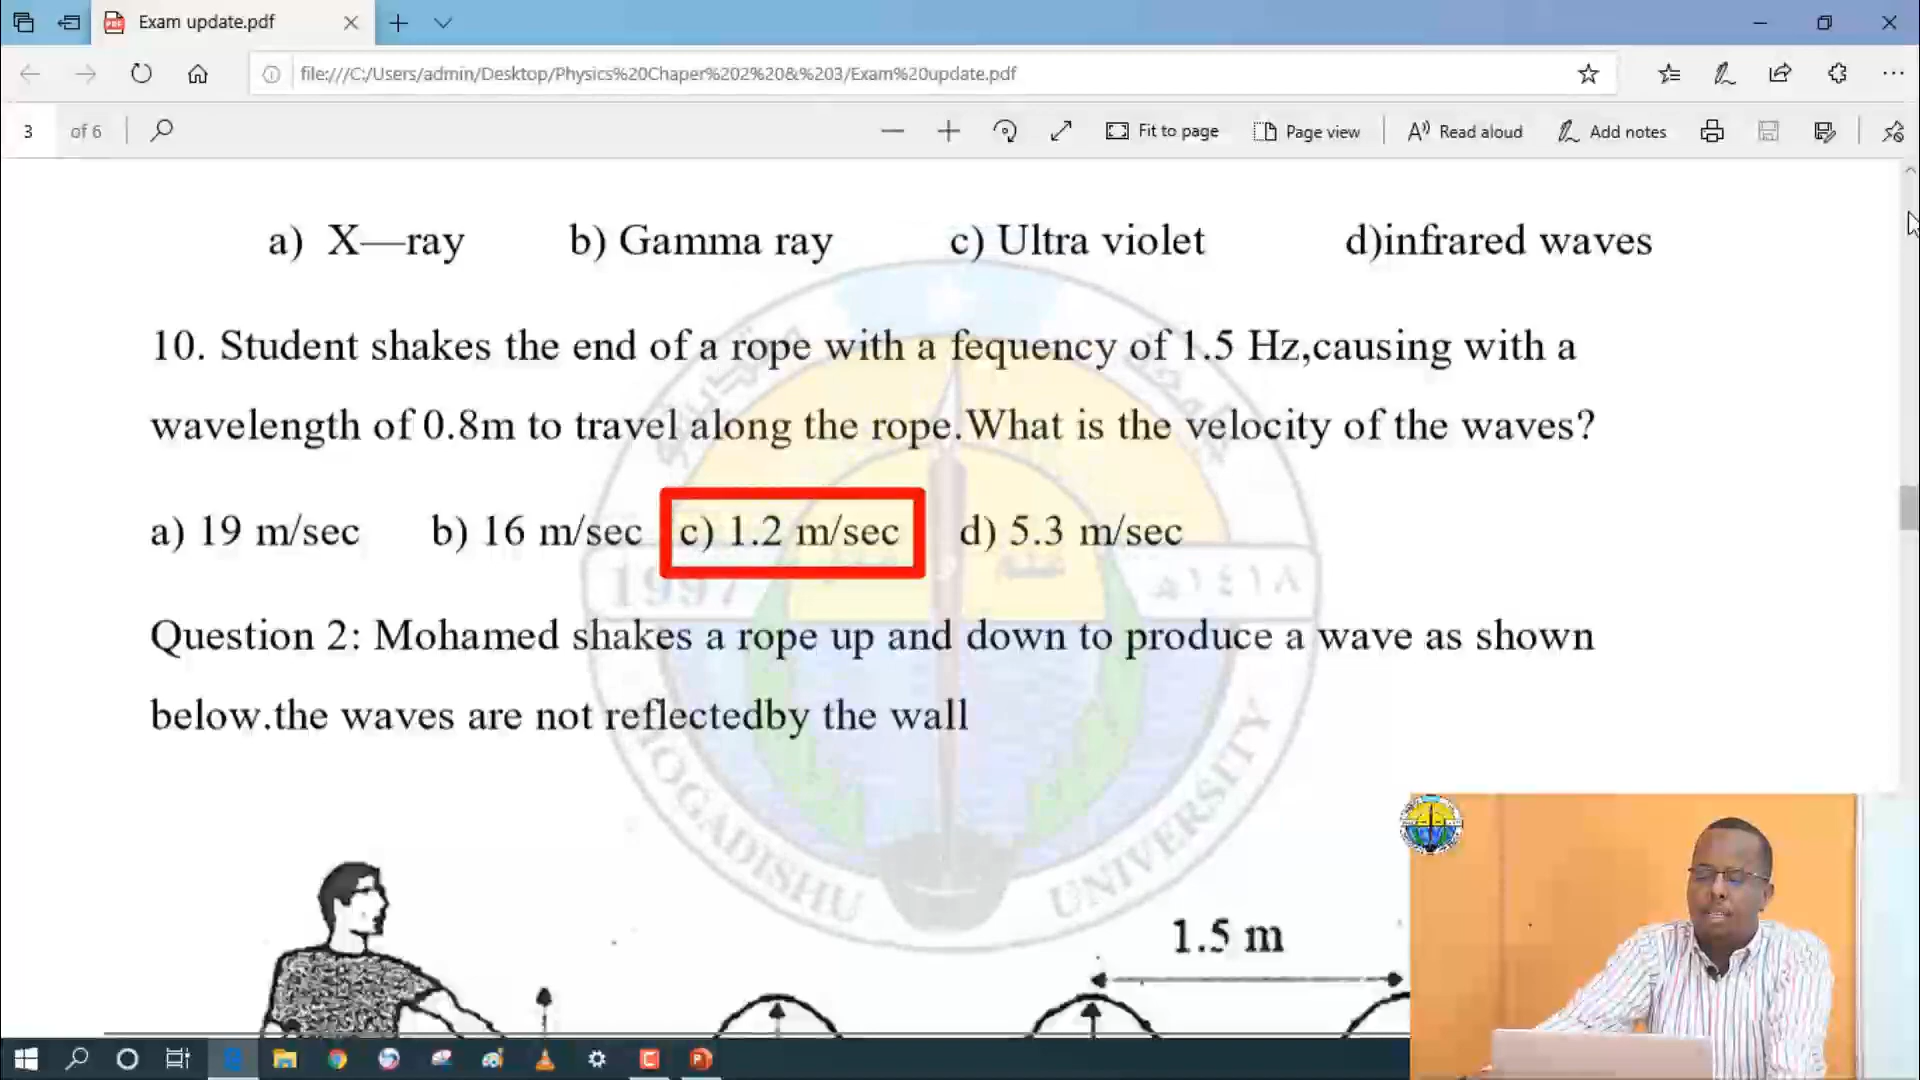 Exam update.pdf
file:///C:/Users/admin/Desktop/Physics%20Chaper%202%20&%203/Exam%20update.pdf
3 of 6
Fit to page
Page view
Read aloud
Add notes
a) X—ray b) Gamma ray c) Ultra violet d)infrared waves
10. Student shakes the end of a rope with a fequency of 1.5 Hz,causing with a
wavelength of 0.8m to travel along the rope.What is the velocity of the waves?
a) 19 m/sec b) 16 m/sec c) 1.2 m/sec d) 5.3 m/sec
1997
١٤١٨هـ
Question 2: Mohamed shakes a rope up and down to produce a wave as shown
below.the waves are not reflectedby the wall
MOGADISHU UNIVERSITY
1.5 m